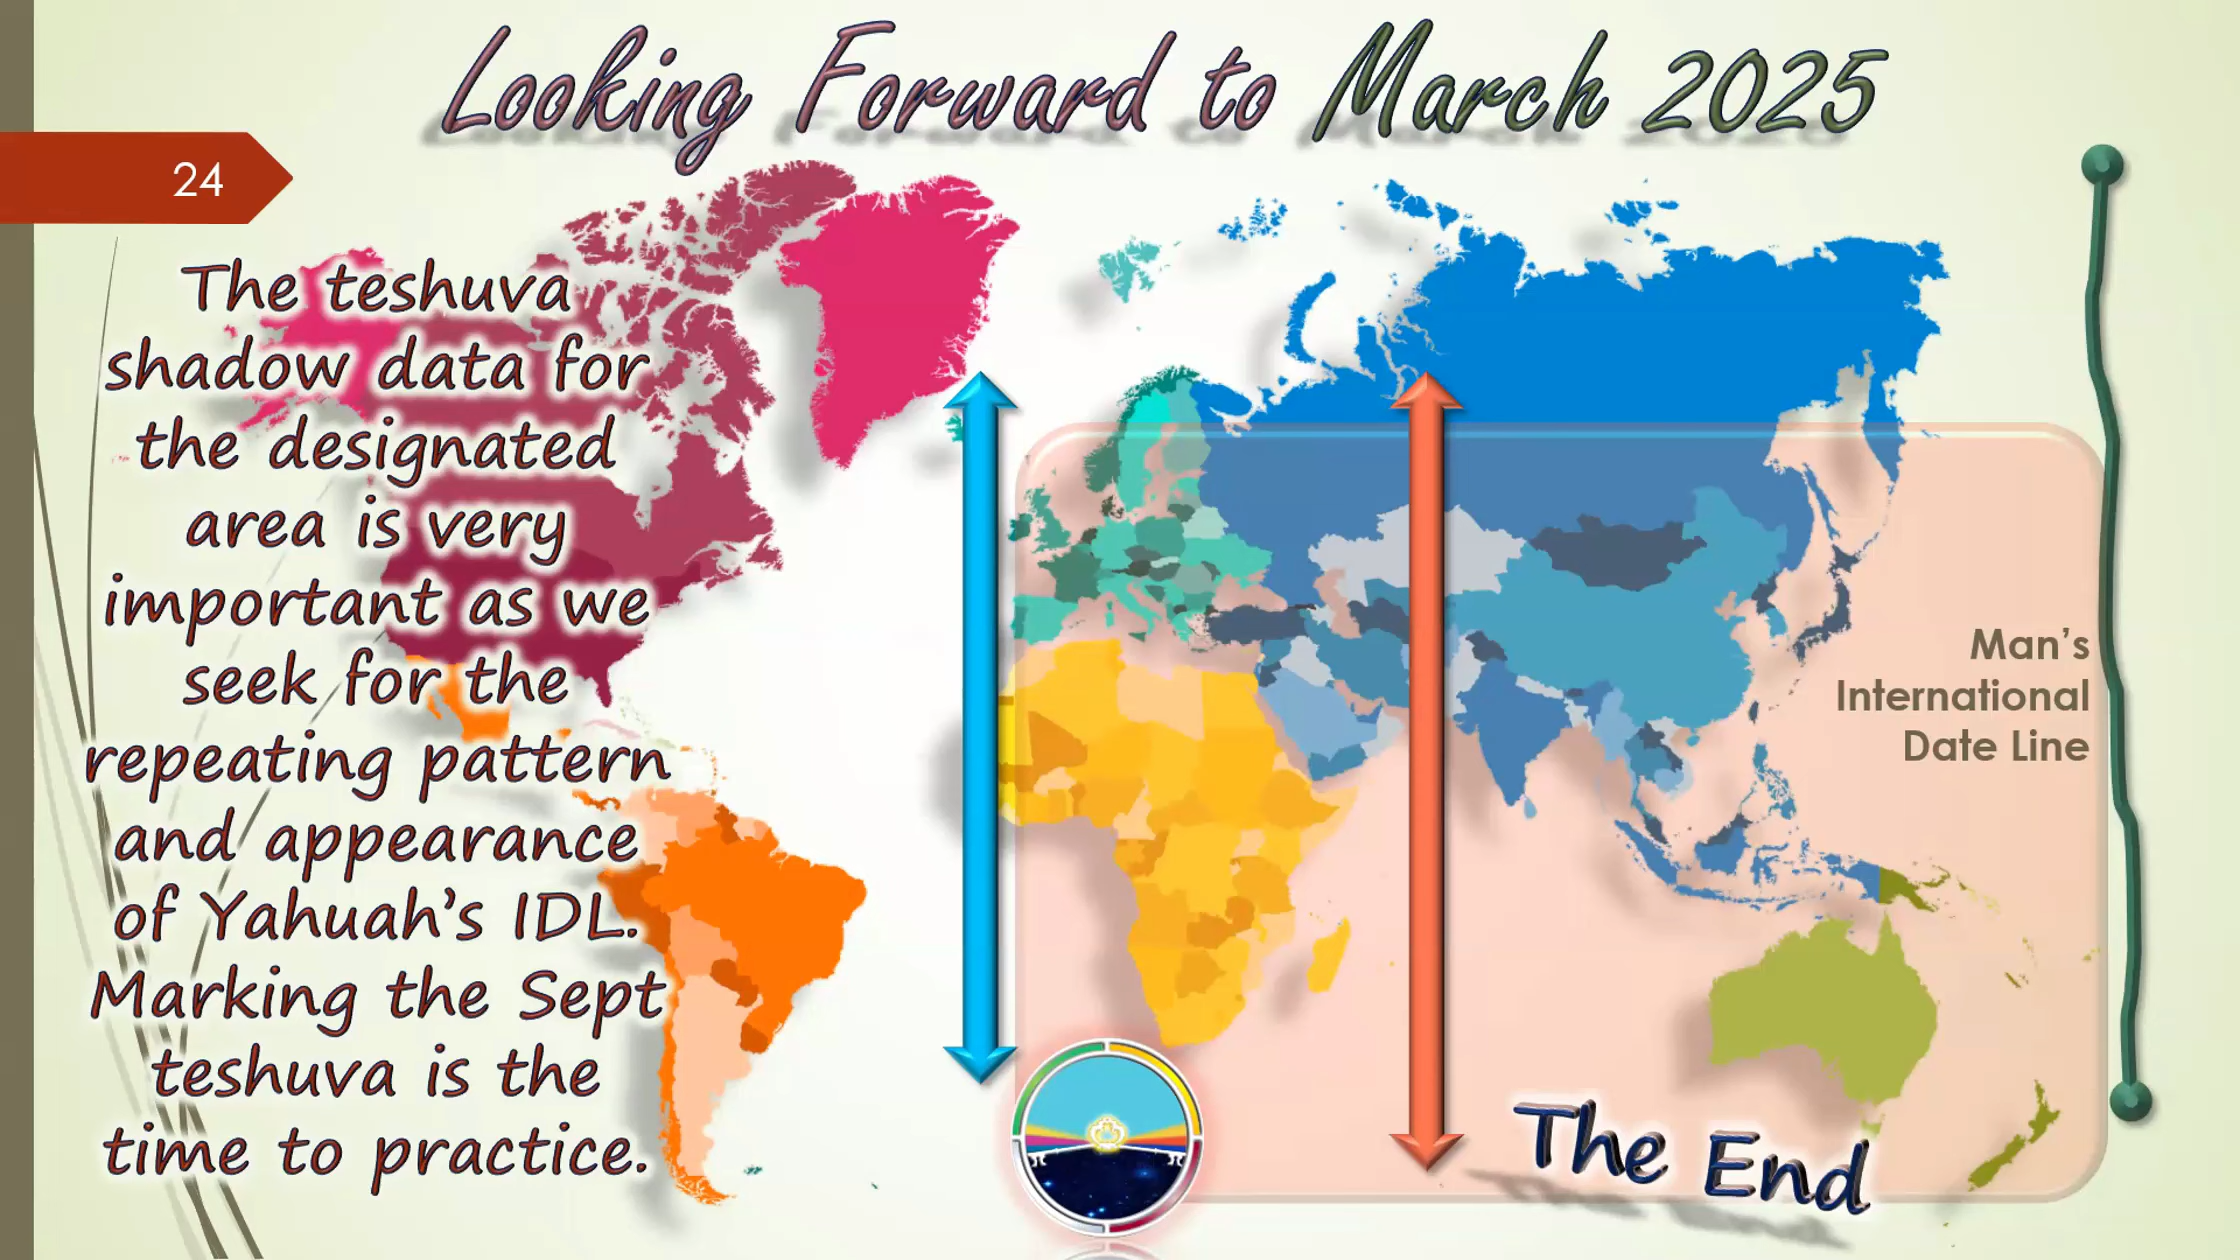 Looking Forward to March 2025
24
The teshuva
shadow data for
the designated
area is very
important as we
seek for the
repeating pattern
and appearance
of Yahuah's IDL.
Marking the Sept
teshuva is the
time to practice.
Man's
International
Date Line
The End